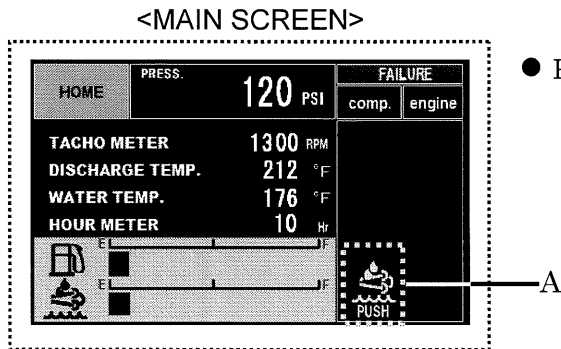 <MAIN SCREEN>
HOME
PRESS. 120 PSI
FAILURE
comp. engine
TACHO METER 1300 RPM
DISCHARGE TEMP. 212 °F
WATER TEMP. 176 °F
HOUR METER 10 Hr
E F
E F
PUSH
A